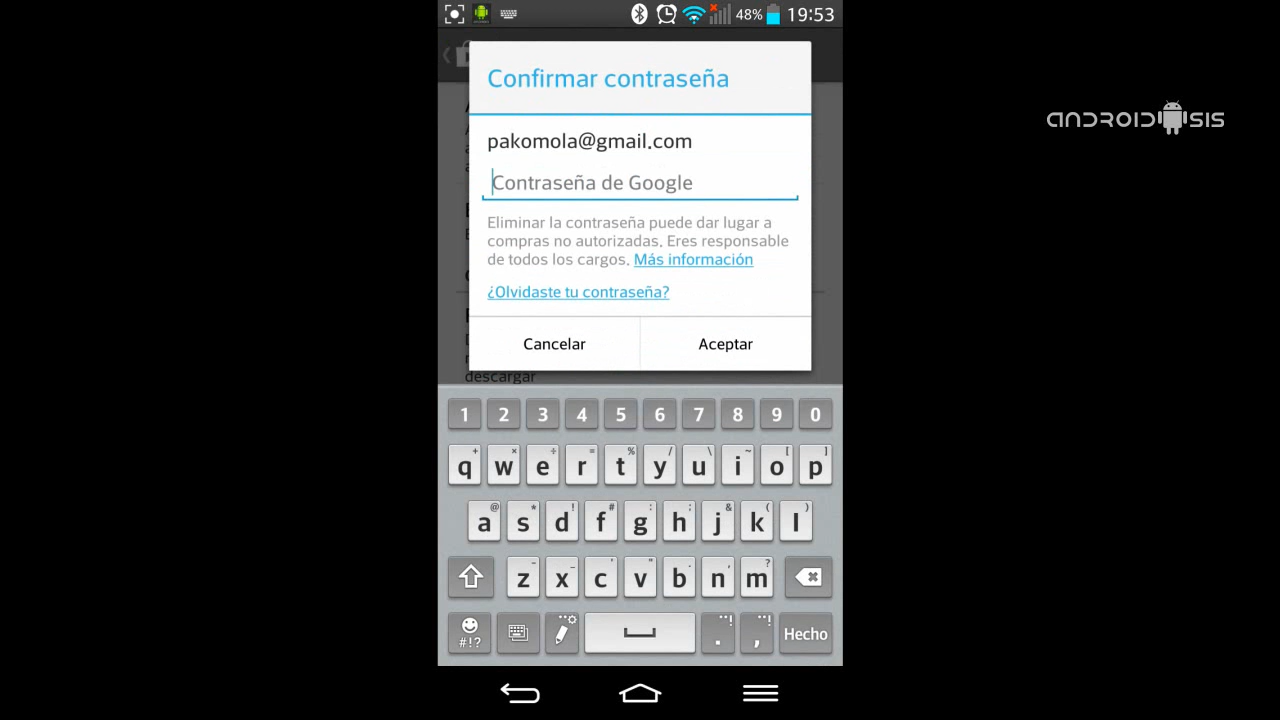 48% 19:53
Confirmar contraseña
pakomola@gmail.com
Contraseña de Google
Eliminar la contraseña puede dar lugar a
compras no autorizadas. Eres responsable
de todos los cargos. Más información
¿Olvidaste tu contraseña?
Cancelar Aceptar
descargar
1 2 3 4 5 6 7 8 9 0
q w e r t y u i o p
a s d f g h j k l
z x c v b n m
#!? . , Hecho
ANDROIDSIS